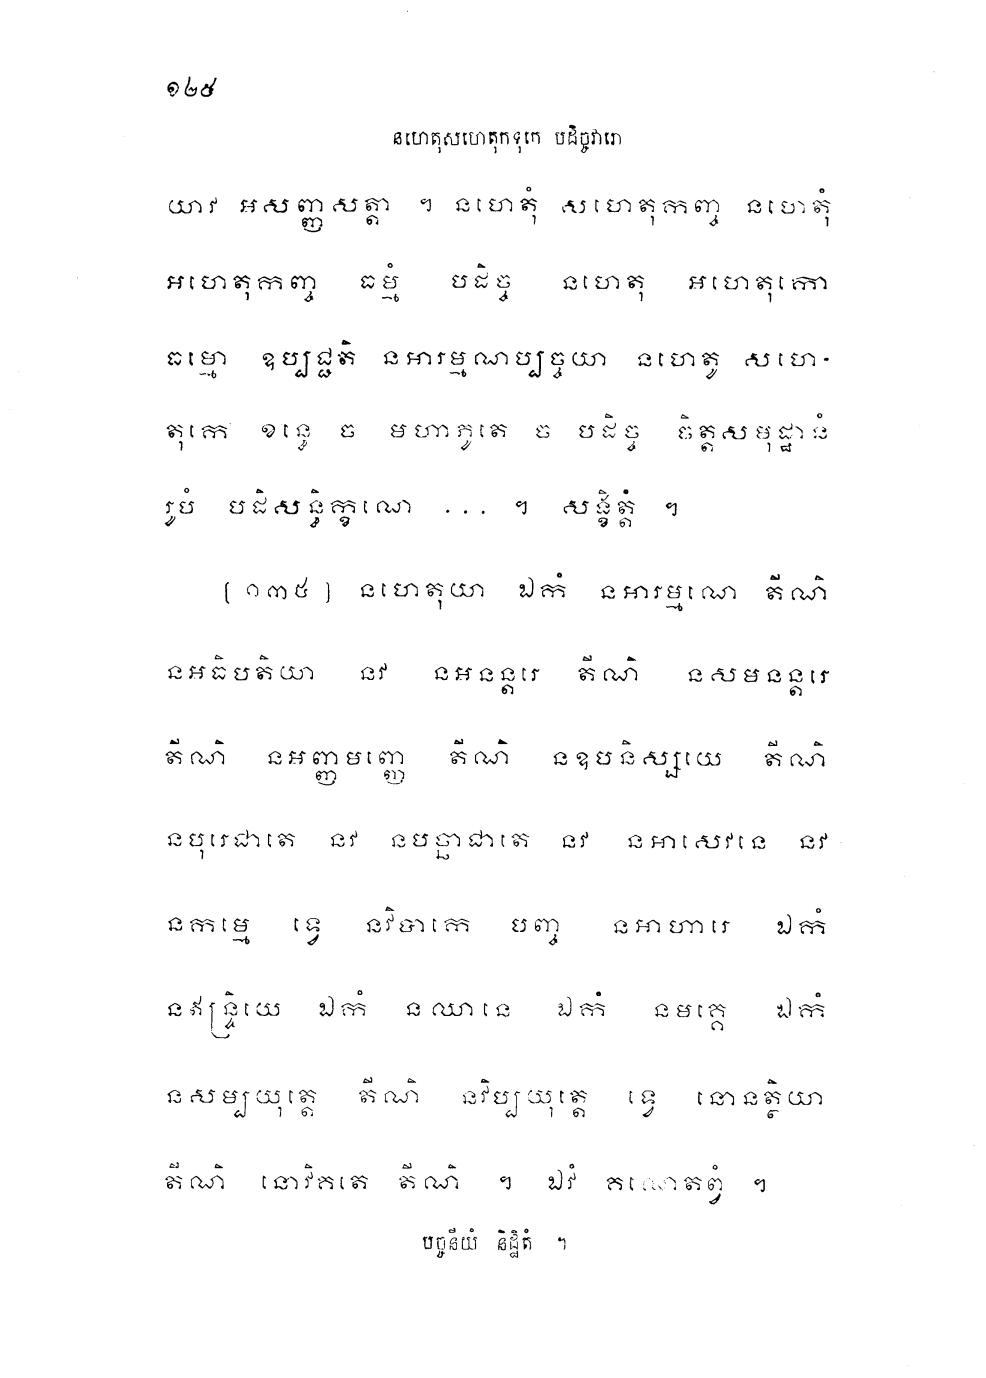 ១២៥
នហេតុសហេតុកទុកេ បដិច្ចវារោ
យាវ អសញ្ញសត្តា ។ នហេតុំ សហេតុកញ្ច នហេតុំ
អហេតុកញ្ច ធម្មំ បដិច្ច នហេតុ អហេតុកោ
ធម្មោ ឧប្បជ្ជតិ នអារម្មណប្បច្ចយា នហេតូ សហេ-
តុកេ ខន្ធេ ច មហាភូតេ ច បដិច្ច ចិត្តសមុដ្ឋានំ
រូបំ បដិសន្ធិក្ខណេ ... ។ សង្ខិត្តំ ។
[ ១៣៥ ] នហេតុយា ឯកំ នអារម្មណេ តីណិ
នអធិបតិយា នវ នអនន្តរេ តីណិ នសមនន្តរេ
តីណិ នអញ្ញមញ្ញេ តីណិ នឧបនិស្សយេ តីណិ
នបុរេជាតេ នវ នបច្ឆាជាតេ នវ នអាសេវនេ នវ
នកម្មេ ទ្វេ នវិបាកេ បញ្ច នអាហារេ ឯកំ
នឥន្ទ្រិយេ ឯកំ នឈានេ ឯកំ នមគ្គេ ឯកំ
នសម្បយុត្តេ តីណិ នវិប្បយុត្តេ ទ្វេ នោនត្ថិយា
តីណិ នោវិគតេ តីណិ ។ ឯវំ គណេតព្វំ ។
បច្ចនីយំ និដ្ឋិតំ ។